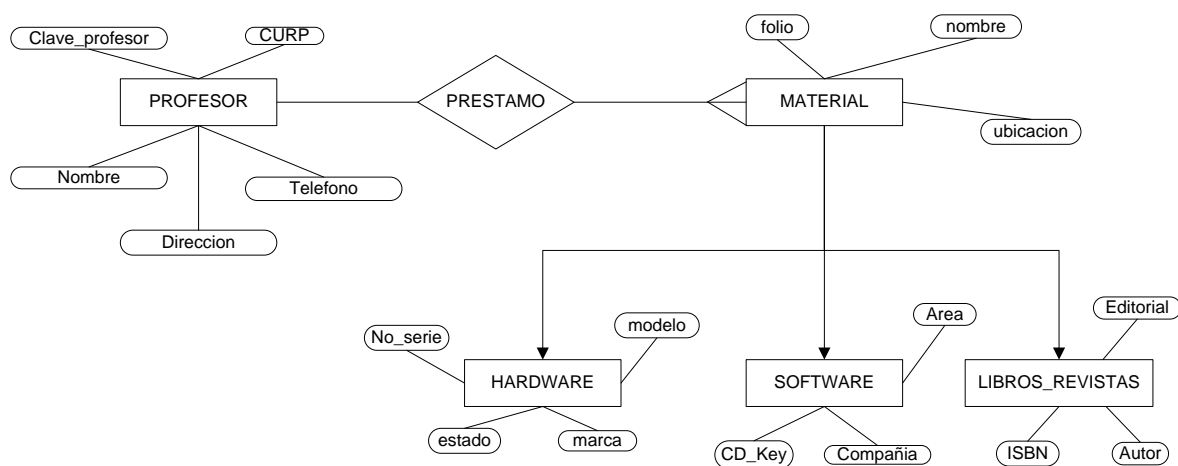 Clave_profesor
CURP
folio
nombre
PROFESOR
PRESTAMO
MATERIAL
ubicacion
Nombre
Telefono
Direccion
No_serie
modelo
Area
Editorial
HARDWARE
SOFTWARE
LIBROS_REVISTAS
estado
marca
CD_Key
Compañia
ISBN
Autor